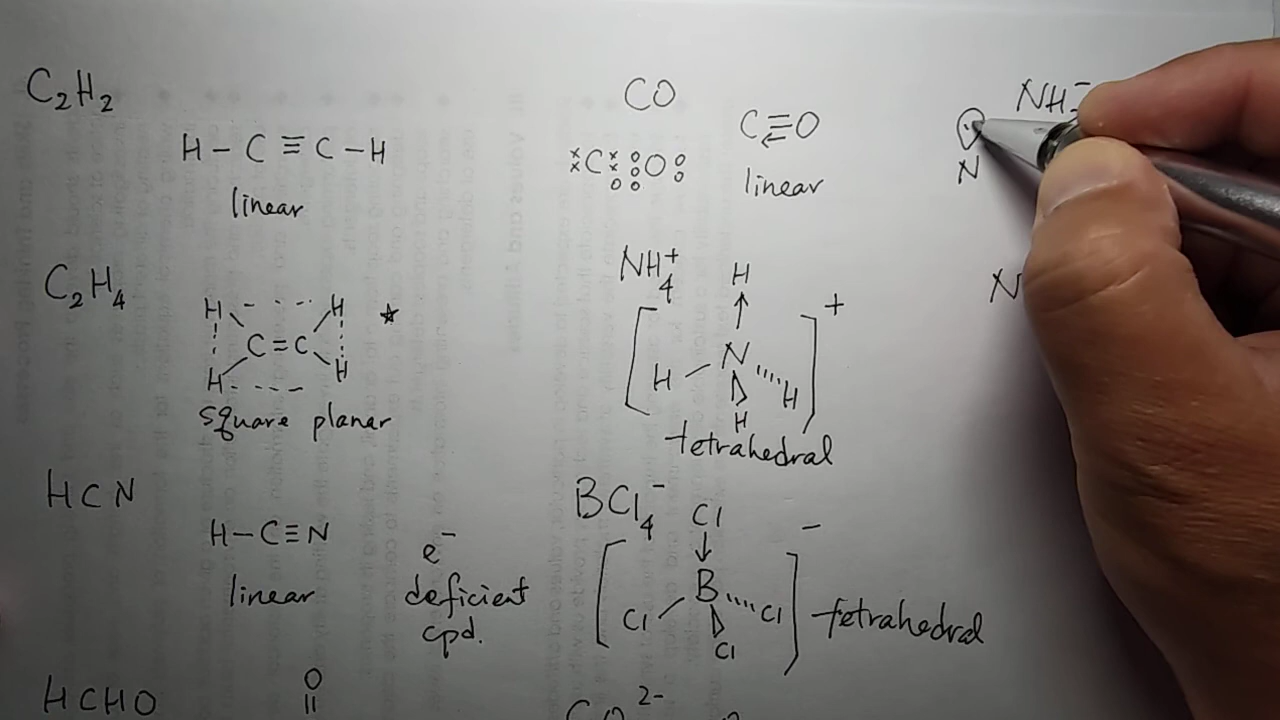 C₂H₂
H – C ≡ C – H
linear
C₂H₄
H H
C = C
H H
square planar
HCN
H – C ≡ N
linear
e⁻
deficient
cpd.
HCHO
O
CO
C≡O
C O
linear
NH₄⁺
H
+
N
H H
H
tetrahedral
BCl₄⁻
Cl
−
B
Cl Cl
Cl
tetrahedral
2−
NH
N
N